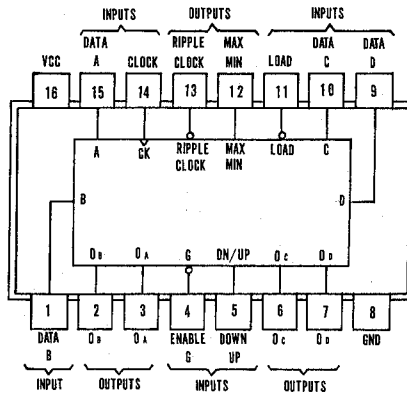 INPUTS OUTPUTS INPUTS
DATA RIPPLE MAX DATA DATA
VCC A CLOCK CLOCK MIN LOAD C D
16 15 14 13 12 11 10 9
A CK RIPPLE MAX LOAD C
CLOCK MIN
B D
QB QA G DN/UP QC QD
1 2 3 4 5 6 7 8
DATA QB QA ENABLE DOWN QC QD GND
B G UP
INPUT OUTPUTS INPUTS OUTPUTS